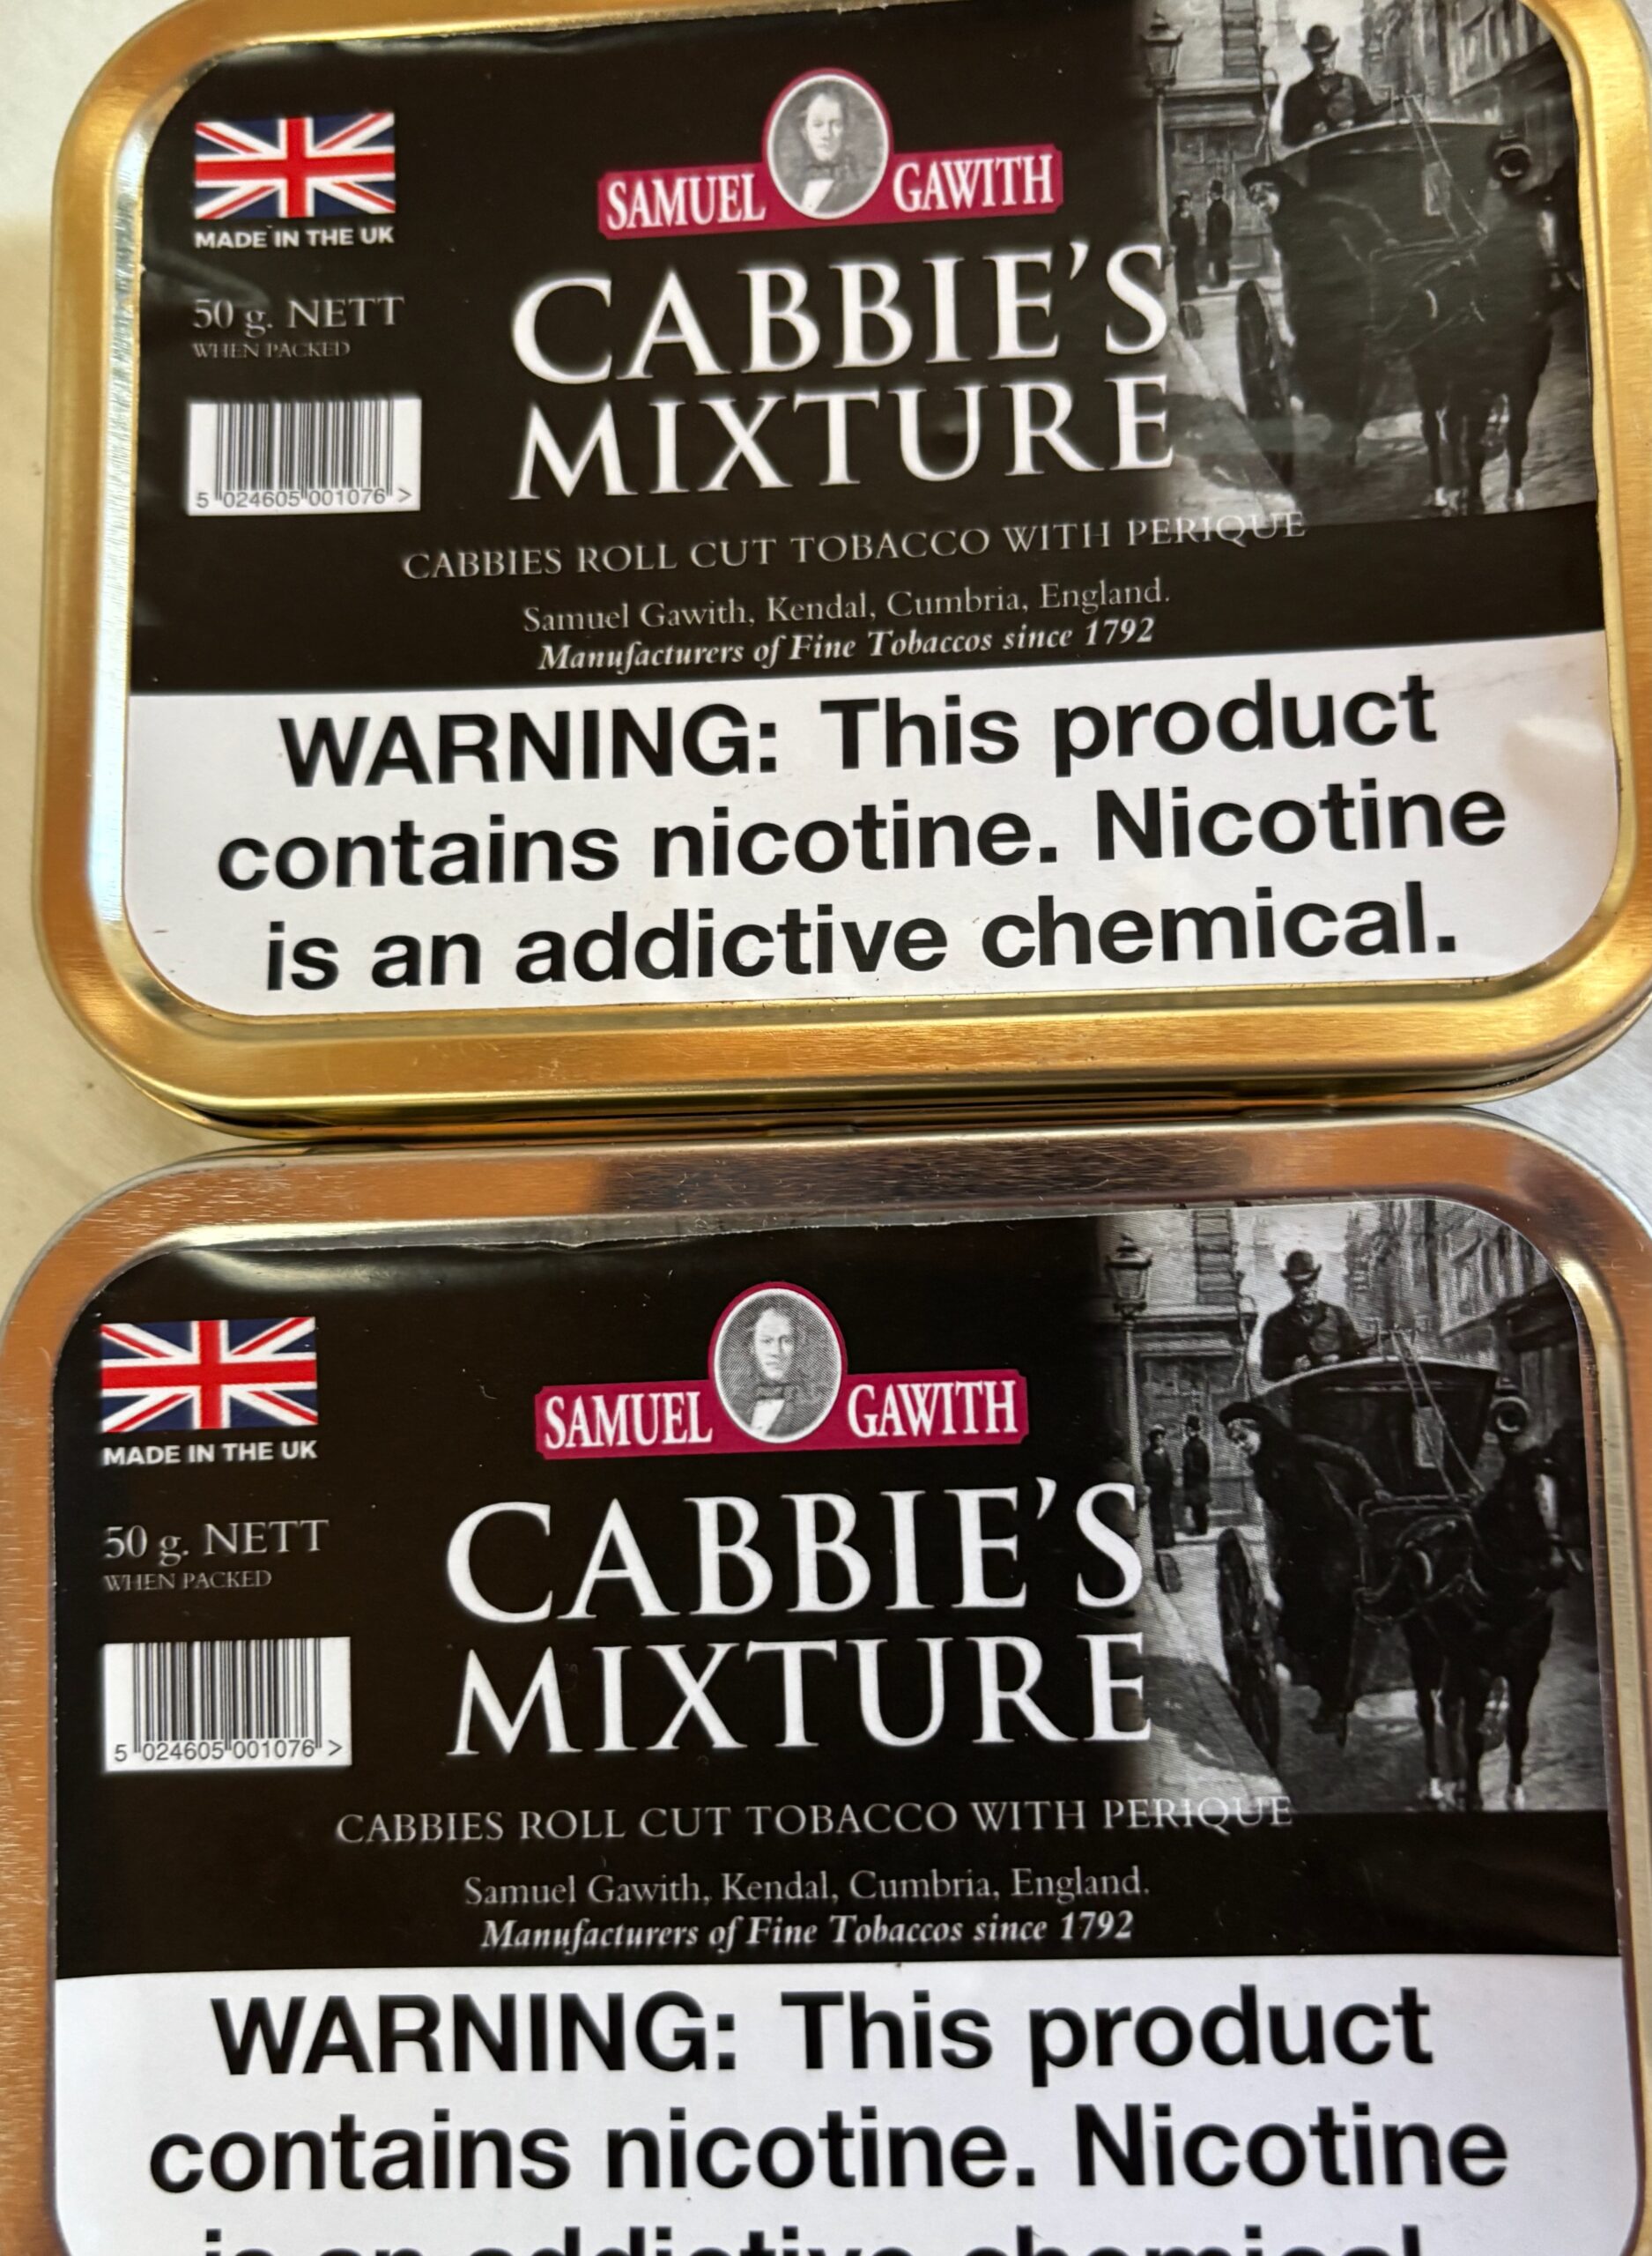 MADE IN THE UK
50 g. NETT
WHEN PACKED
5 024605 001076 >
SAMUEL GAWITH
CABBIE'S
MIXTURE
CABBIES ROLL CUT TOBACCO WITH PERIQUE
Samuel Gawith, Kendal, Cumbria, England.
Manufacturers of Fine Tobaccos since 1792
WARNING: This product
contains nicotine. Nicotine
is an addictive chemical.
MADE IN THE UK
50 g. NETT
WHEN PACKED
5 024605 001076 >
SAMUEL GAWITH
CABBIE'S
MIXTURE
CABBIES ROLL CUT TOBACCO WITH PERIQUE
Samuel Gawith, Kendal, Cumbria, England.
Manufacturers of Fine Tobaccos since 1792
WARNING: This product
contains nicotine. Nicotine
is an addictive chemical.